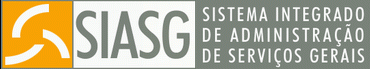 SIASG
SISTEMA INTEGRADO
DE ADMINISTRAÇÃO
DE SERVIÇOS GERAIS